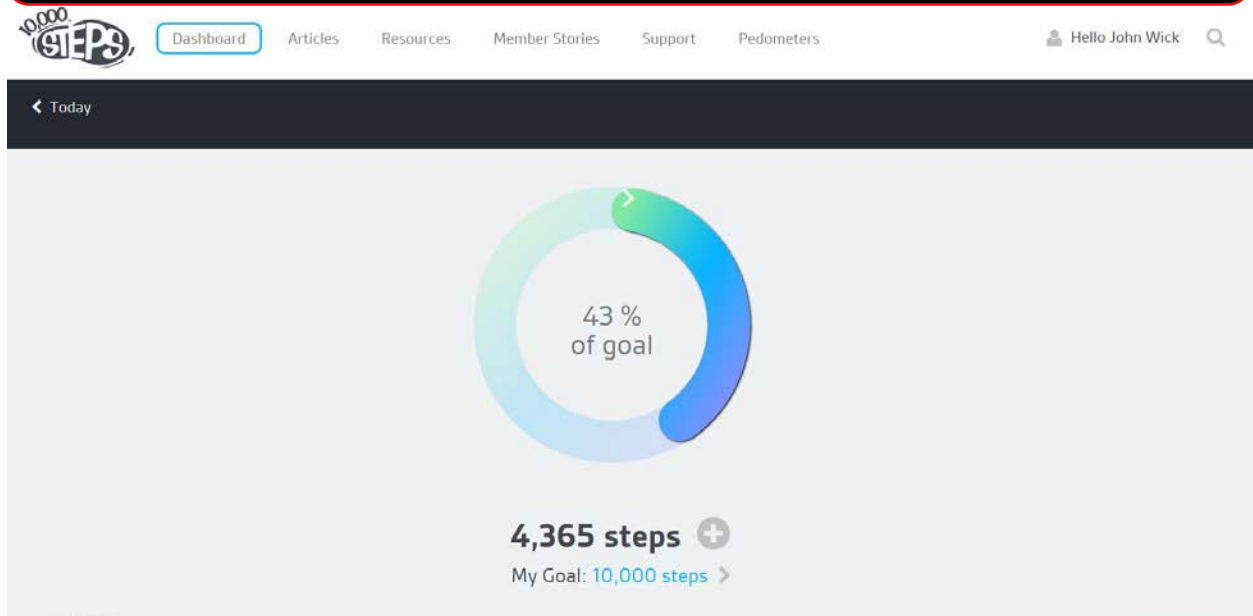 10,000
STEPS
Dashboard Articles Resources Member Stories Support Pedometers Hello John Wick
Today
43 %
of goal
4,365 steps
My Goal: 10,000 steps